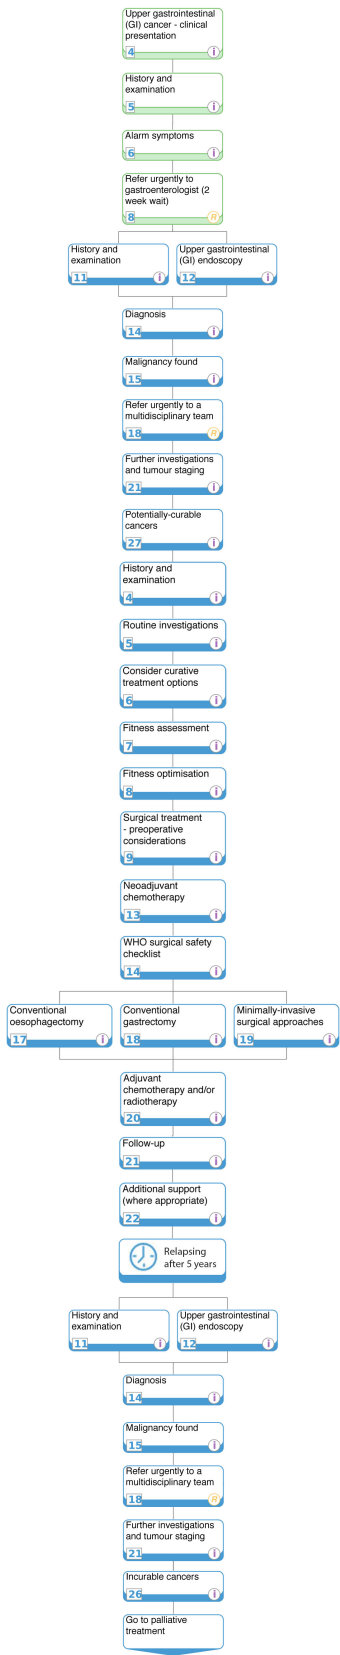 Upper gastrointestinal
(GI) cancer - clinical
presentation
4 i
History and
examination
5 i
Alarm symptoms
6 i
Refer urgently to
gastroenterologist (2
week wait)
8 R
History and
examination
11 i
Upper gastrointestinal
(GI) endoscopy
12 i
Diagnosis
14 i
Malignancy found
15 i
Refer urgently to a
multidisciplinary team
18 R
Further investigations
and tumour staging
21 i
Potentially-curable
cancers
27 i
History and
examination
4 i
Routine investigations
5 i
Consider curative
treatment options
6 i
Fitness assessment
7 i
Fitness optimisation
8 i
Surgical treatment
- preoperative
considerations
9 i
Neoadjuvant
chemotherapy
13 i
WHO surgical safety
checklist
14 i
Conventional
oesophagectomy
17 i
Conventional
gastrectomy
18 i
Minimally-invasive
surgical approaches
19 i
Adjuvant
chemotherapy and/or
radiotherapy
20 i
Follow-up
21 i
Additional support
(where appropriate)
22 i
Relapsing
after 5 years
History and
examination
11 i
Upper gastrointestinal
(GI) endoscopy
12 i
Diagnosis
14 i
Malignancy found
15 i
Refer urgently to a
multidisciplinary team
18 R
Further investigations
and tumour staging
21 i
Incurable cancers
26 i
Go to palliative
treatment